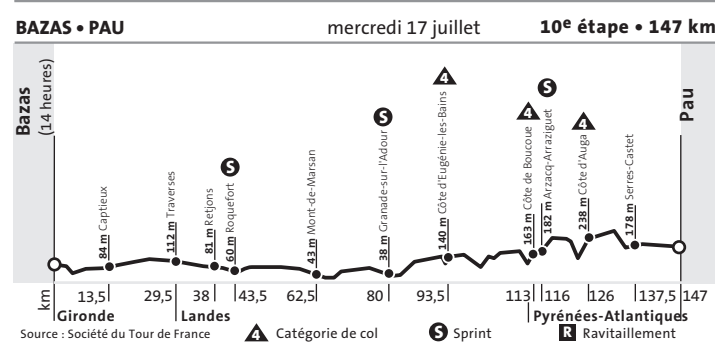 BAZAS • PAU mercredi 17 juillet 10e étape • 147 km
Bazas
(14 heures)
84 m Captieux
112 m Traverses
81 m Retjons
S
60 m Roquefort
43 m Mont-de-Marsan
S
38 m Granade-sur-l'Adour
4
140 m Côte d'Eugénie-les-Bains
4
163 m Côte de Boucoue
S
182 m Arzacq-Arraziguet
4
238 m Côte d'Auga
178 m Serres-Castet
Pau
km 13,5 29,5 38 43,5 62,5 80 93,5 113 116 126 137,5 147
Gironde Landes Pyrénées-Atlantiques
Source : Société du Tour de France 4 Catégorie de col S Sprint R Ravitaillement